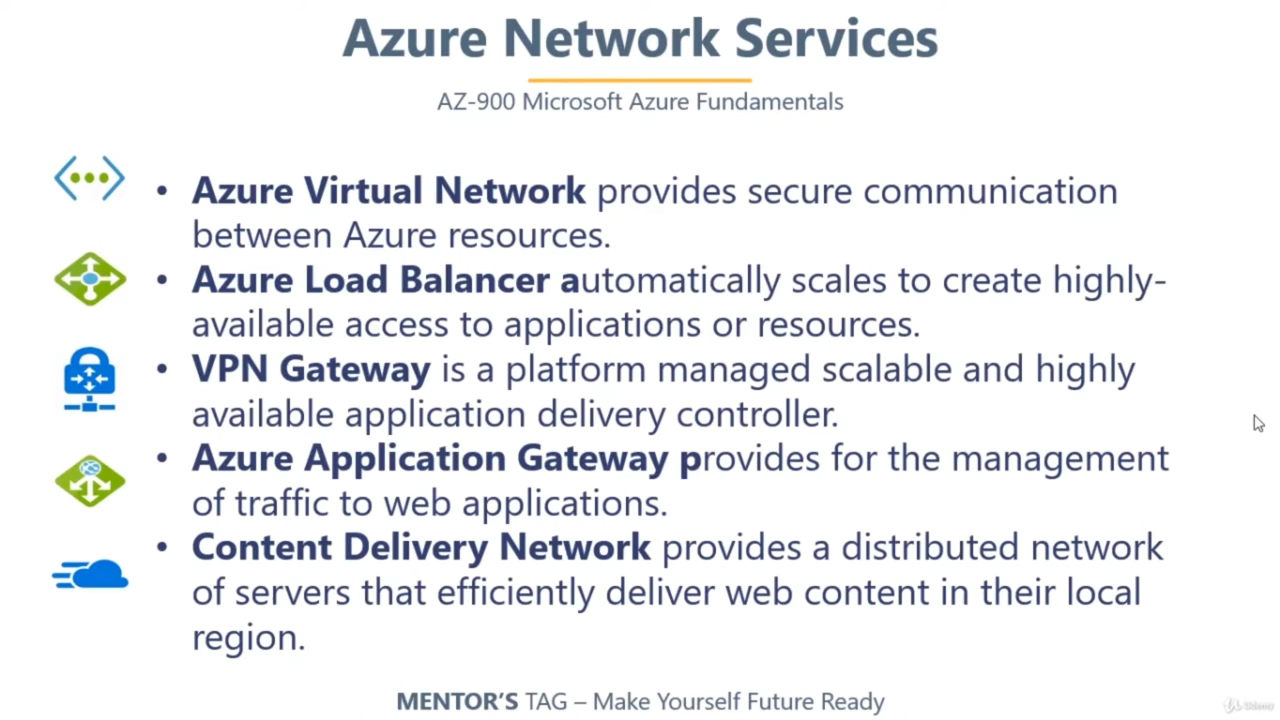 Azure Network Services
AZ-900 Microsoft Azure Fundamentals
• Azure Virtual Network provides secure communication
between Azure resources.
• Azure Load Balancer automatically scales to create highly-
available access to applications or resources.
• VPN Gateway is a platform managed scalable and highly
available application delivery controller.
• Azure Application Gateway provides for the management
of traffic to web applications.
• Content Delivery Network provides a distributed network
of servers that efficiently deliver web content in their local
region.
MENTOR'S TAG – Make Yourself Future Ready
Udemy